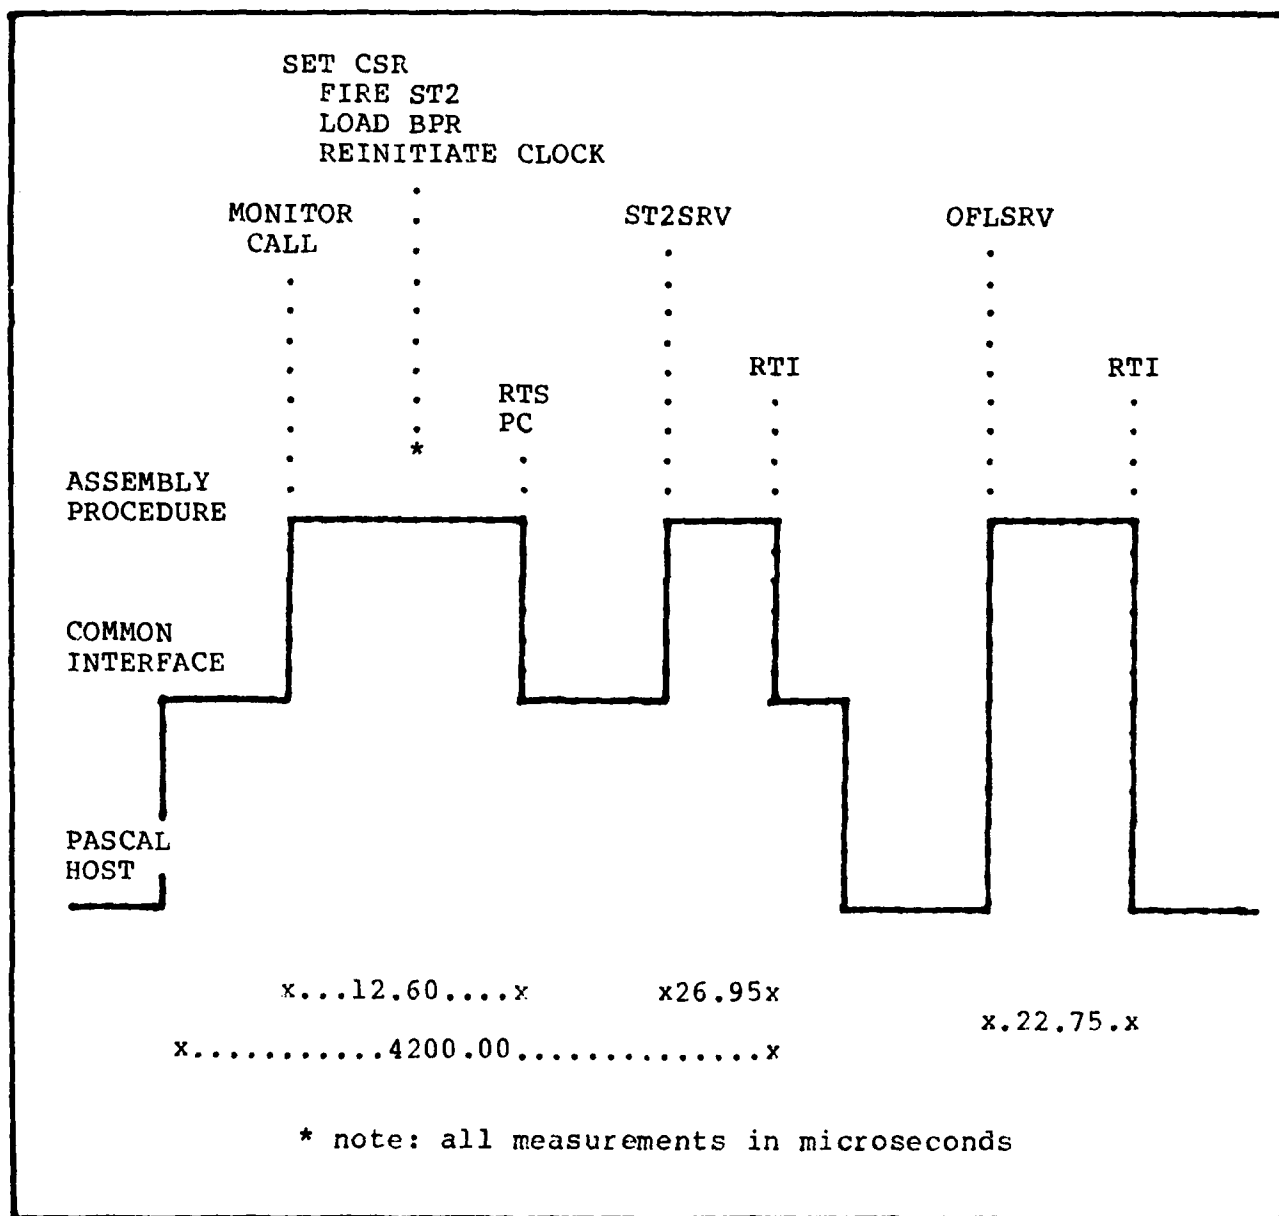 SET CSR
FIRE ST2
LOAD BPR
REINITIATE CLOCK
MONITOR
CALL
ST2SRV
OFLSRV
RTI
RTI
RTS
PC
*
ASSEMBLY
PROCEDURE
COMMON
INTERFACE
PASCAL
HOST
x...12.60....x
x26.95x
x.22.75.x
x...........4200.00..............x
* note: all measurements in microseconds